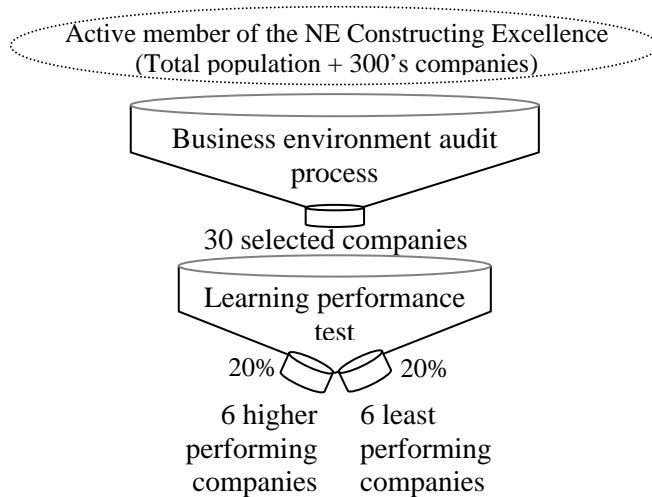 Active member of the NE Constructing Excellence
(Total population + 300's companies)
Business environment audit
process
30 selected companies
Learning performance
test
20%
20%
6 higher
performing
companies
6 least
performing
companies